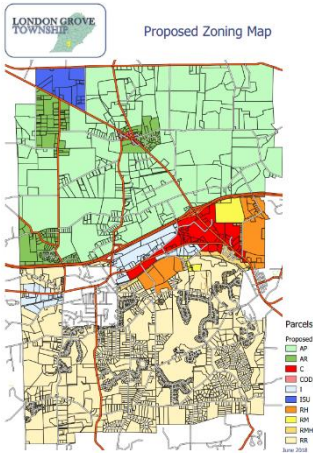 LONDON GROVE
TOWNSHIP
Proposed Zoning Map
Parcels
Proposed
AP
AR
C
COD
I
ISU
RH
RM
RMH
RR
June 2018